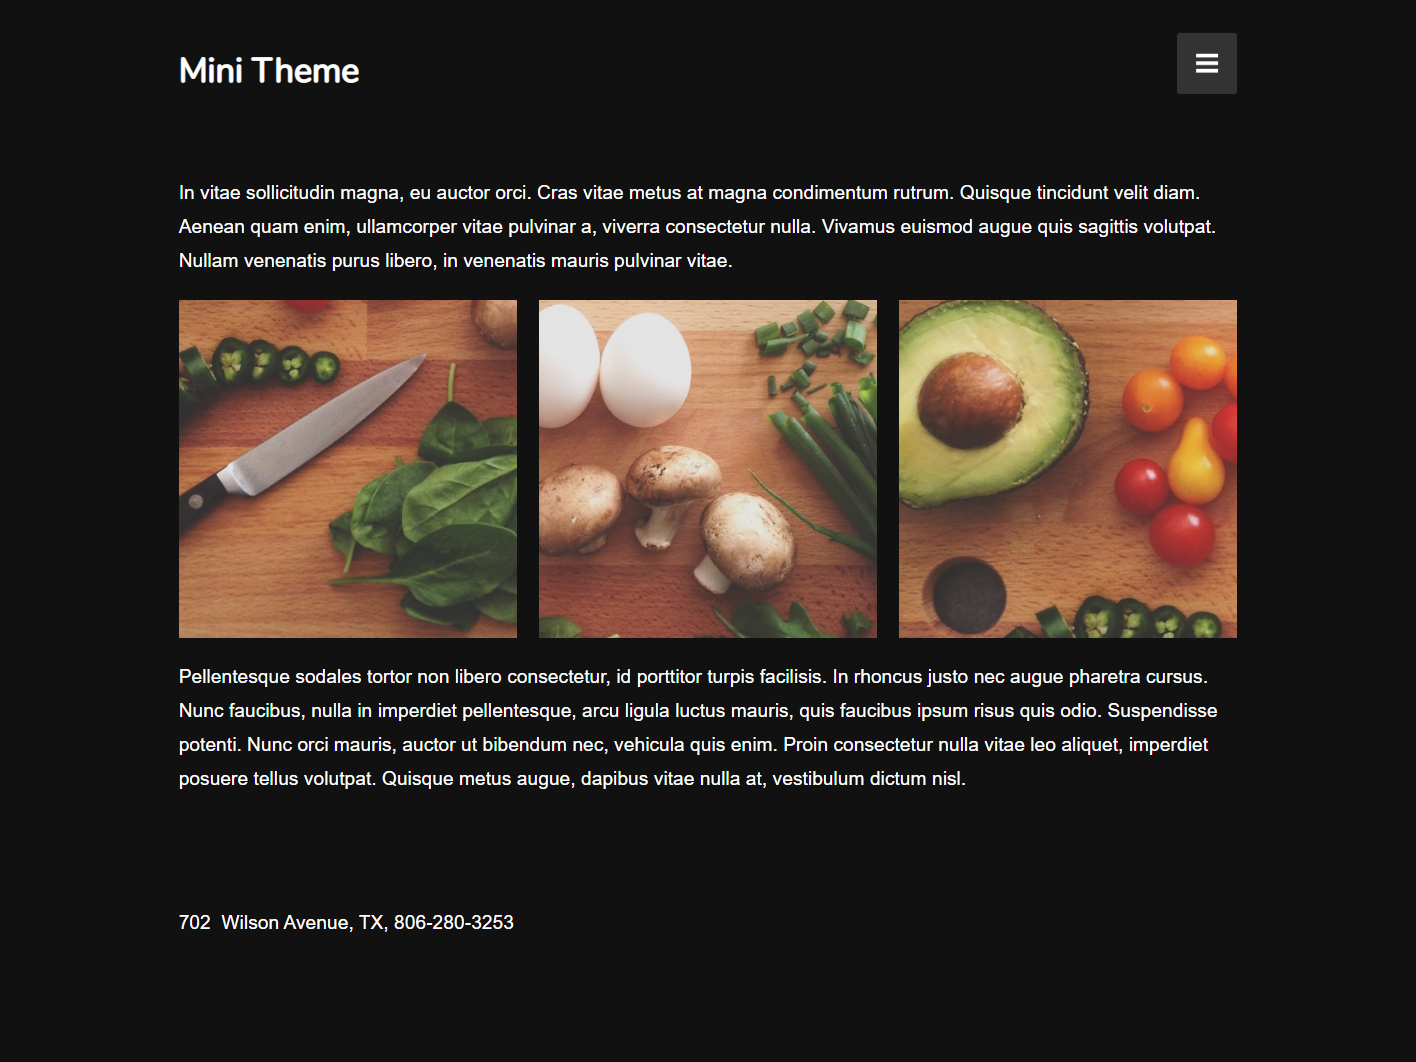 Mini Theme
In vitae sollicitudin magna, eu auctor orci. Cras vitae metus at magna condimentum rutrum. Quisque tincidunt velit diam.
Aenean quam enim, ullamcorper vitae pulvinar a, viverra consectetur nulla. Vivamus euismod augue quis sagittis volutpat.
Nullam venenatis purus libero, in venenatis mauris pulvinar vitae.
Pellentesque sodales tortor non libero consectetur, id porttitor turpis facilisis. In rhoncus justo nec augue pharetra cursus.
Nunc faucibus, nulla in imperdiet pellentesque, arcu ligula luctus mauris, quis faucibus ipsum risus quis odio. Suspendisse
potenti. Nunc orci mauris, auctor ut bibendum nec, vehicula quis enim. Proin consectetur nulla vitae leo aliquet, imperdiet
posuere tellus volutpat. Quisque metus augue, dapibus vitae nulla at, vestibulum dictum nisl.
702  Wilson Avenue, TX, 806-280-3253